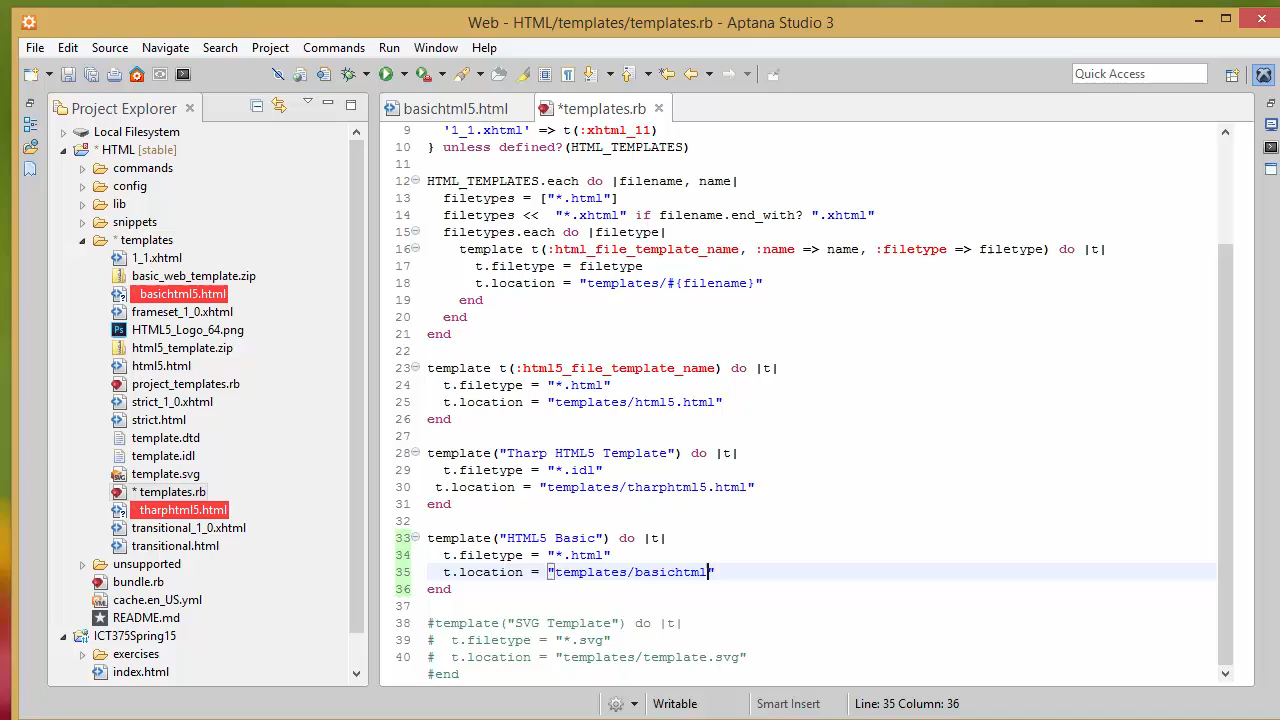 Web - HTML/templates/templates.rb - Aptana Studio 3
File Edit Source Navigate Search Project Commands Run Window Help
Quick Access
Project Explorer
basichtml5.html
*templates.rb
Local Filesystem
* HTML [stable]
commands
config
lib
snippets
* templates
1_1.xhtml
basic_web_template.zip
* basichtml5.html
frameset_1_0.xhtml
HTML5_Logo_64.png
html5_template.zip
html5.html
project_templates.rb
strict_1_0.xhtml
strict.html
template.dtd
template.idl
template.svg
* templates.rb
* tharphtml5.html
transitional_1_0.xhtml
transitional.html
unsupported
bundle.rb
cache.en_US.yml
README.md
ICT375Spring15
exercises
index.html
9 '1_1.xhtml' => t(:xhtml_11)
10 } unless defined?(HTML_TEMPLATES)
11
12 HTML_TEMPLATES.each do |filename, name|
13 filetypes = ["*.html"]
14 filetypes << "*.xhtml" if filename.end_with? ".xhtml"
15 filetypes.each do |filetype|
16 template t(:html_file_template_name, :name => name, :filetype => filetype) do |t|
17 t.filetype = filetype
18 t.location = "templates/#{filename}"
19 end
20 end
21 end
22
23 template t(:html5_file_template_name) do |t|
24 t.filetype = "*.html"
25 t.location = "templates/html5.html"
26 end
27
28 template("Tharp HTML5 Template") do |t|
29 t.filetype = "*.idl"
30 t.location = "templates/tharphtml5.html"
31 end
32
33 template("HTML5 Basic") do |t|
34 t.filetype = "*.html"
35 t.location = "templates/basichtml"
36 end
37
38 #template("SVG Template") do |t|
39 # t.filetype = "*.svg"
40 # t.location = "templates/template.svg"
#end
Writable Smart Insert Line: 35 Column: 36